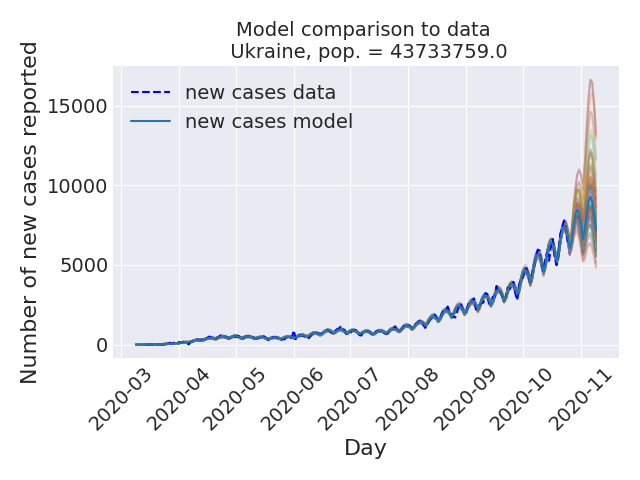 Model comparison to data
Ukraine, pop. = 43733759.0
new cases data
new cases model
Number of new cases reported
15000
10000
5000
0
2020-03
2020-04
2020-05
2020-06
2020-07
2020-08
2020-09
2020-10
2020-11
Day